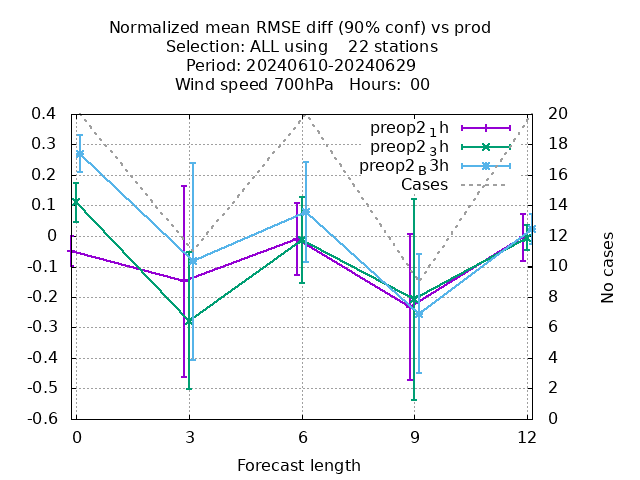 Normalized mean RMSE diff (90% conf) vs prod
Selection: ALL using    22 stations
Period: 20240610-20240629
Wind speed 700hPa   Hours:  00
preop2 1h
preop2 3h
preop2 B3h
Cases
0.4
0.3
0.2
0.1
0
-0.1
-0.2
-0.3
-0.4
-0.5
-0.6
20
18
16
14
12
10
8
6
4
2
0
No cases
0 3 6 9 12
Forecast length